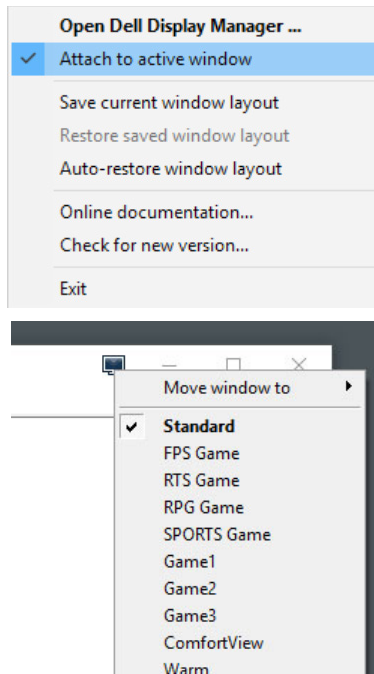 Open Dell Display Manager ...
Attach to active window
Save current window layout
Restore saved window layout
Auto-restore window layout
Online documentation...
Check for new version...
Exit
Move window to
Standard
FPS Game
RTS Game
RPG Game
SPORTS Game
Game1
Game2
Game3
ComfortView
Warm